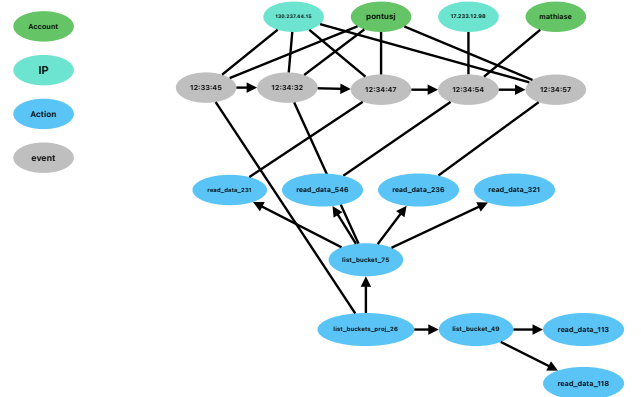 Account
IP
Action
event
130.237.44.15
pontusj
17.233.12.90
mathiase
12:33:45
12:34:32
12:34:47
12:34:54
12:34:57
read_data_231
read_data_546
read_data_236
read_data_321
list_bucket_75
list_buckets_proj_26
list_bucket_49
read_data_113
read_data_118